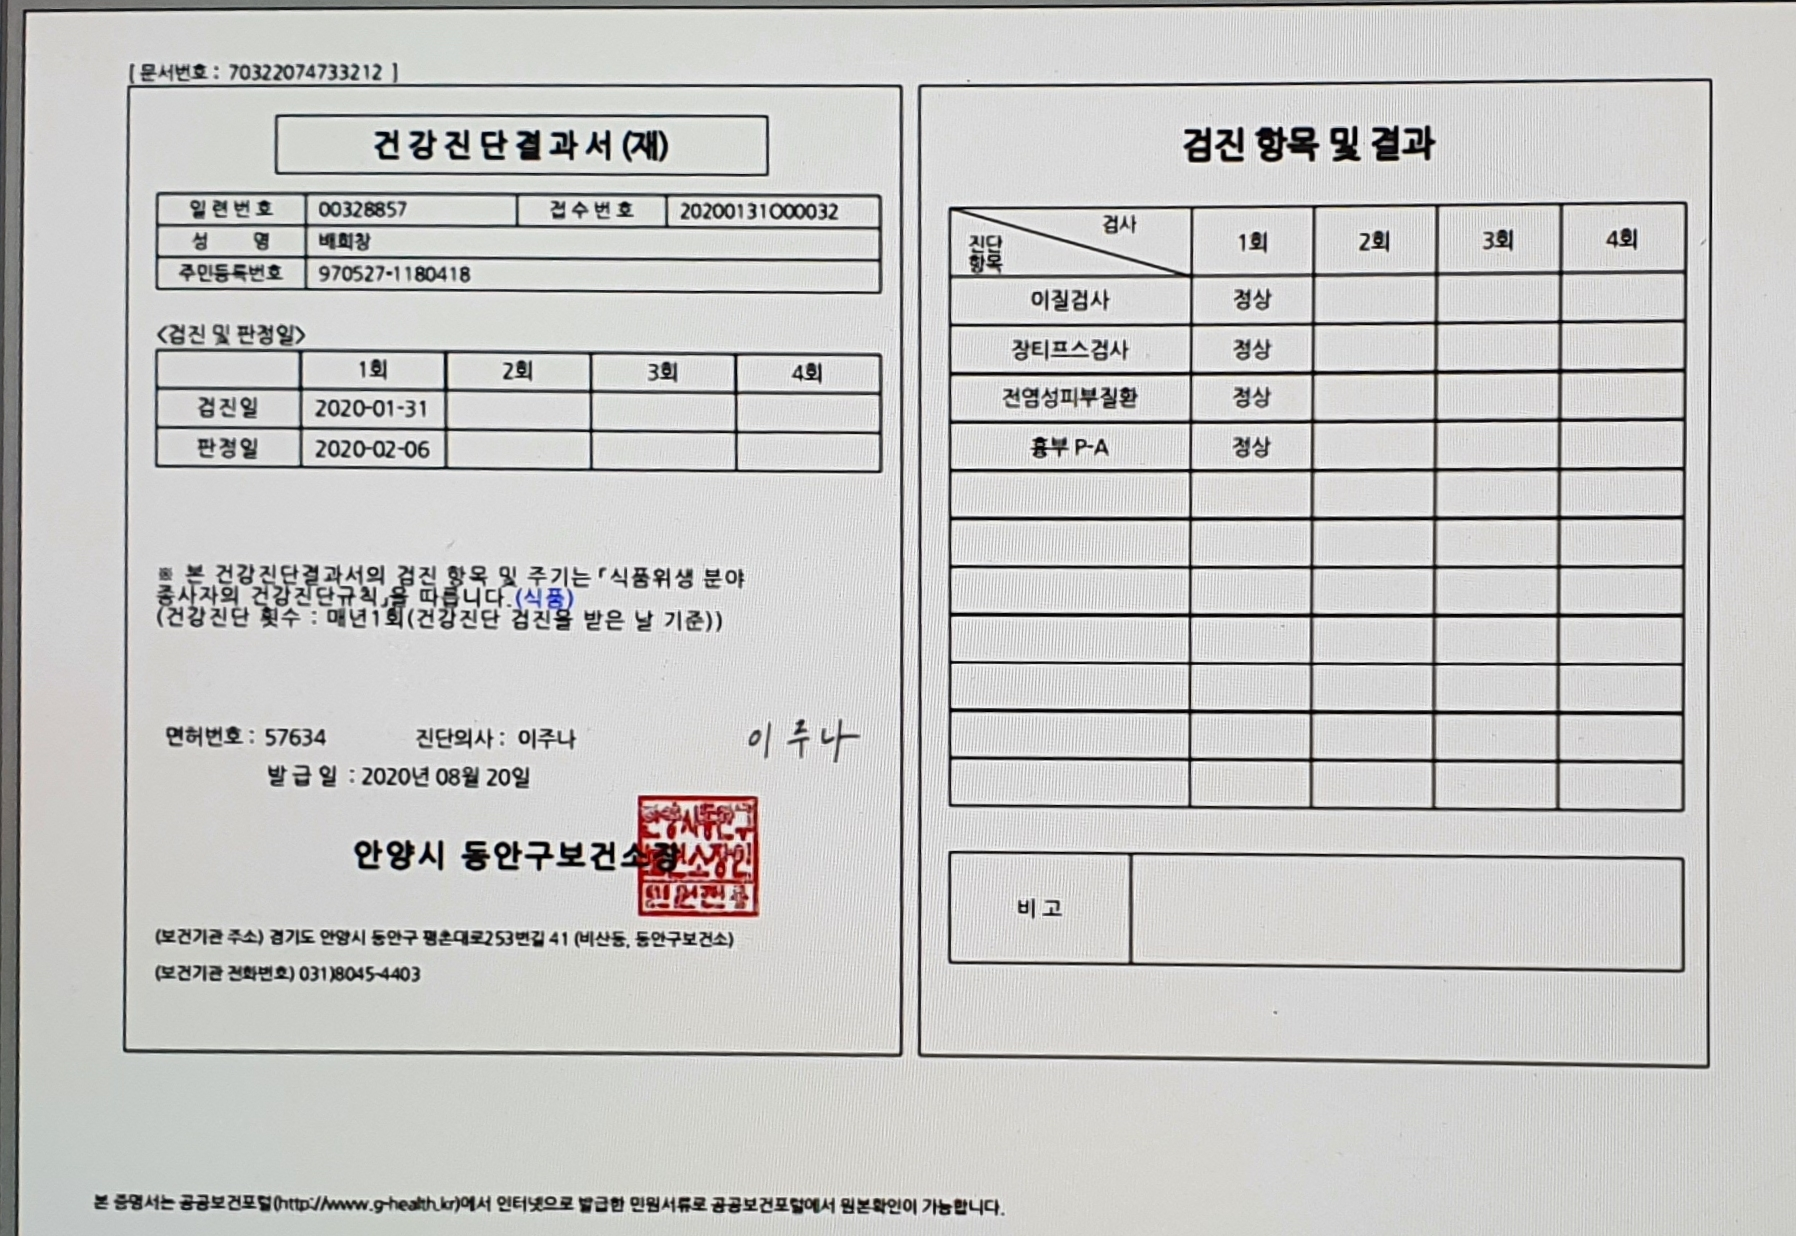 [ 문서번호 : 70322074733212 ]
건강진단결과서(재)
일련번호 00328857 접수번호 20200131O00032
성 명 배희창
주민등록번호 970527-1180418
<검진 및 판정일>
1회 2회 3회 4회
검진일 2020-01-31
판정일 2020-02-06
※ 본 건강진단결과서의 검진 항목 및 주기는「식품위생 분야
종사자의 건강진단규칙」을 따릅니다.(식품)
(건강진단 횟수 : 매년1회(건강진단 검진을 받은 날 기준))
면허번호 : 57634 진단의사 : 이주나 이주나
발 급 일 : 2020년 08월 20일
안양시 동안구보건소장
안양시동안구
보건소장인
민원전용
(보건기관 주소) 경기도 안양시 동안구 평촌대로253번길 41 (비산동, 동안구보건소)
(보건기관 전화번호) 031)8045-4403
검진 항목 및 결과
검사
진단
항목
1회 2회 3회 4회
이질검사 정상
장티프스검사 정상
전염성피부질환 정상
흉부 P-A 정상
비 고
본 증명서는 공공보건포털(http://www.g-health.kr)에서 인터넷으로 발급한 민원서류로 공공보건포털에서 원본확인이 가능합니다.